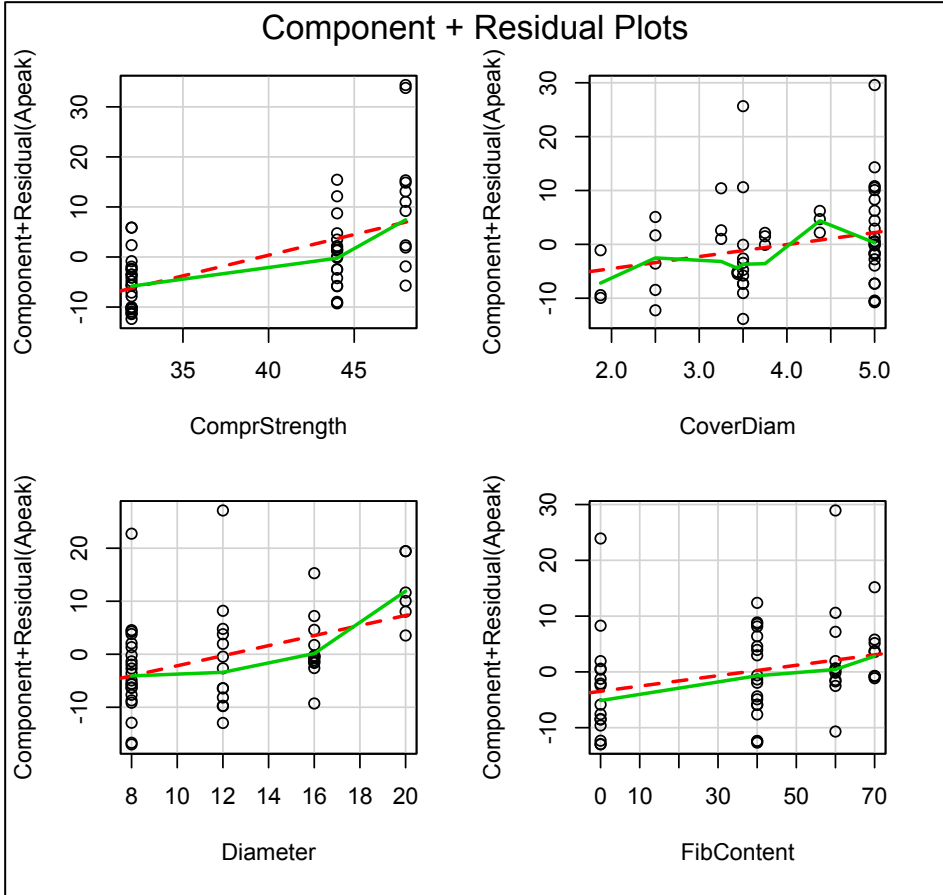 Component + Residual Plots
Component+Residual(Apeak)
30
20
10
0
-10
35 40 45
ComprStrength
Component+Residual(Apeak)
30
20
10
0
-10
2.0 3.0 4.0 5.0
CoverDiam
Component+Residual(Apeak)
20
10
0
-10
8 10 12 14 16 18 20
Diameter
Component+Residual(Apeak)
30
20
10
0
-10
0 10 30 50 70
FibContent